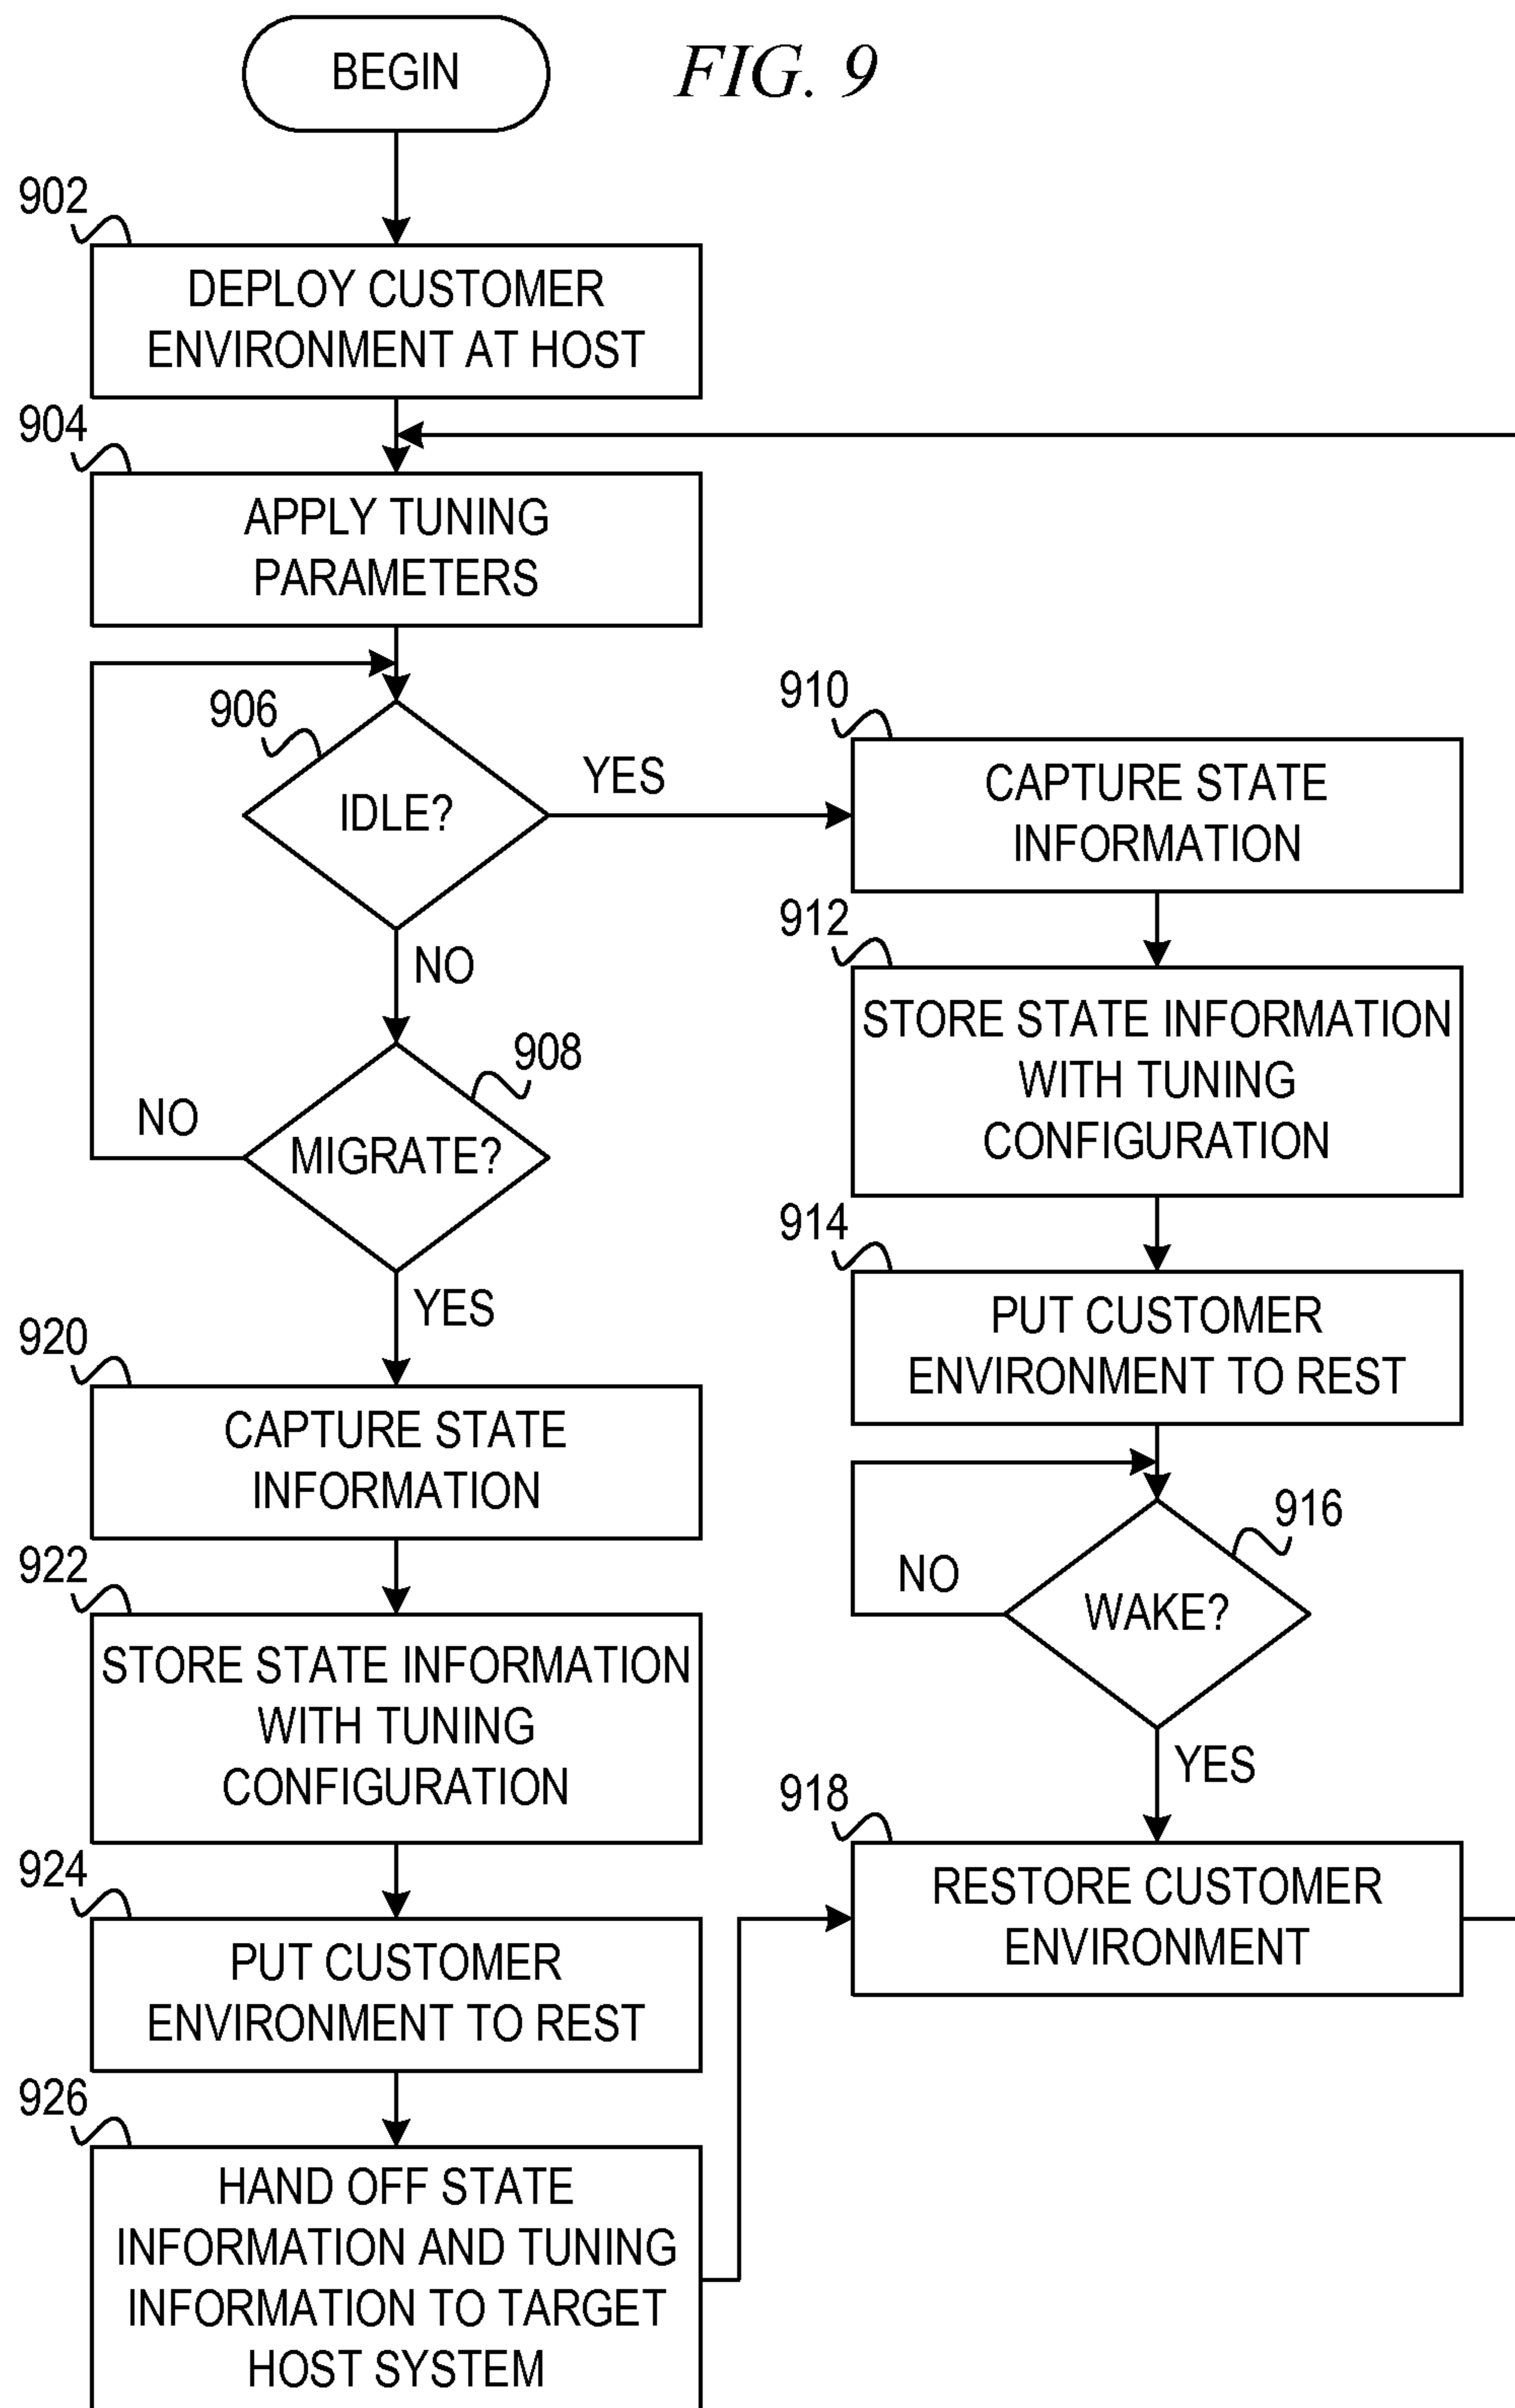 BEGIN
FIG. 9
902
DEPLOY CUSTOMER
ENVIRONMENT AT HOST
904
APPLY TUNING
PARAMETERS
906
IDLE?
YES
NO
908
MIGRATE?
NO
YES
910
CAPTURE STATE
INFORMATION
912
STORE STATE INFORMATION
WITH TUNING
CONFIGURATION
914
PUT CUSTOMER
ENVIRONMENT TO REST
916
WAKE?
NO
YES
918
RESTORE CUSTOMER
ENVIRONMENT
920
CAPTURE STATE
INFORMATION
922
STORE STATE INFORMATION
WITH TUNING
CONFIGURATION
924
PUT CUSTOMER
ENVIRONMENT TO REST
926
HAND OFF STATE
INFORMATION AND TUNING
INFORMATION TO TARGET
HOST SYSTEM